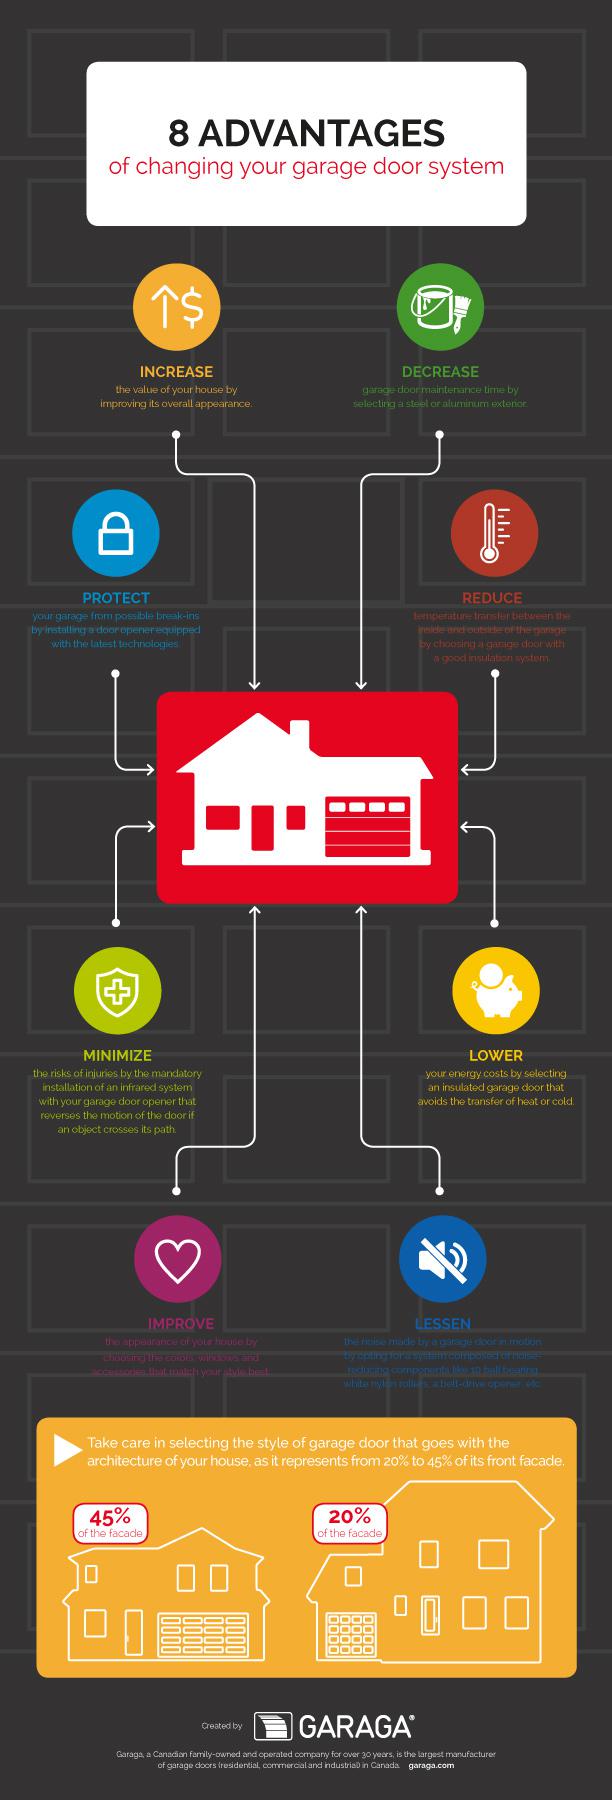 8 ADVANTAGES
of changing your garage door system
INCREASE
the value of your house by
improving its overall appearance.
DECREASE
garage door maintenance time by
selecting a steel or aluminum exterior.
PROTECT
your garage from possible break-ins
by installing a door opener equipped
with the latest technologies.
REDUCE
temperature transfer between the
inside and outside of the garage
by choosing a garage door with
a good insulation system.
MINIMIZE
the risks of injuries by the mandatory
installation of an infrared system
with your garage door opener that
reverses the motion of the door if
an object crosses its path.
LOWER
your energy costs by selecting
an insulated garage door that
avoids the transfer of heat or cold.
IMPROVE
the appearance of your house by
choosing the colors, windows and
accessories that match your style best.
LESSEN
the noise made by a garage door in motion
by opting for a system composed of noise-
reducing components like 10 ball bearing
white nylon rollers, a belt-drive opener, etc.
Take care in selecting the style of garage door that goes with the
architecture of your house, as it represents from 20% to 45% of its front facade.
45%
of the facade
20%
of the facade
Created by GARAGA®
Garaga, a Canadian family-owned and operated company for over 30 years, is the largest manufacturer
of garage doors (residential, commercial and industrial) in Canada. garaga.com